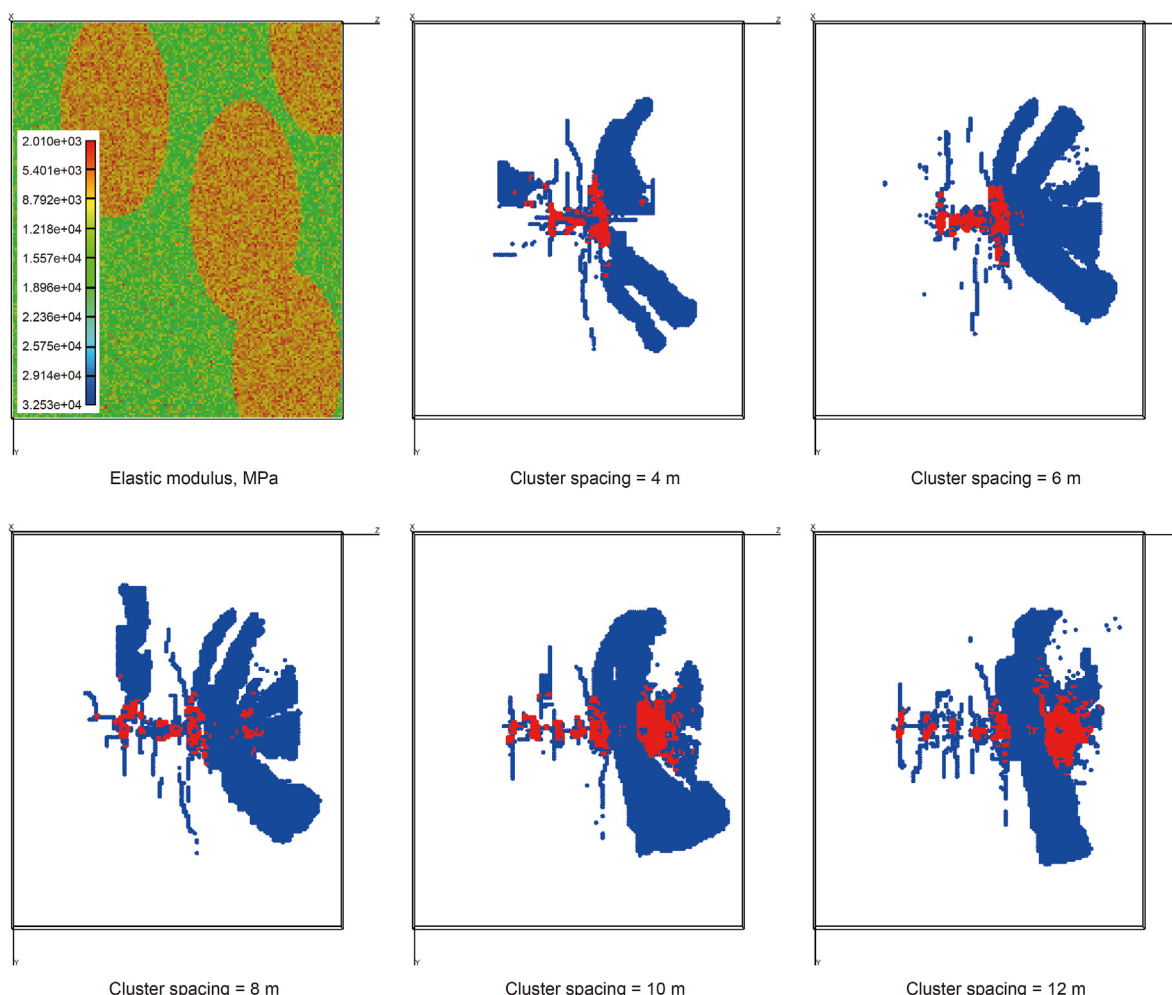 X
Z
2.010e+03
5.401e+03
8.792e+03
1.218e+04
1.557e+04
1.896e+04
2.236e+04
2.575e+04
2.914e+04
3.253e+04
Y
Elastic modulus, MPa
X
Z
Y
Cluster spacing = 4 m
X
Y
Cluster spacing = 6 m
X
Z
Y
Cluster spacing = 8 m
X
Z
Y
Cluster spacing = 10 m
X
Y
Cluster spacing = 12 m